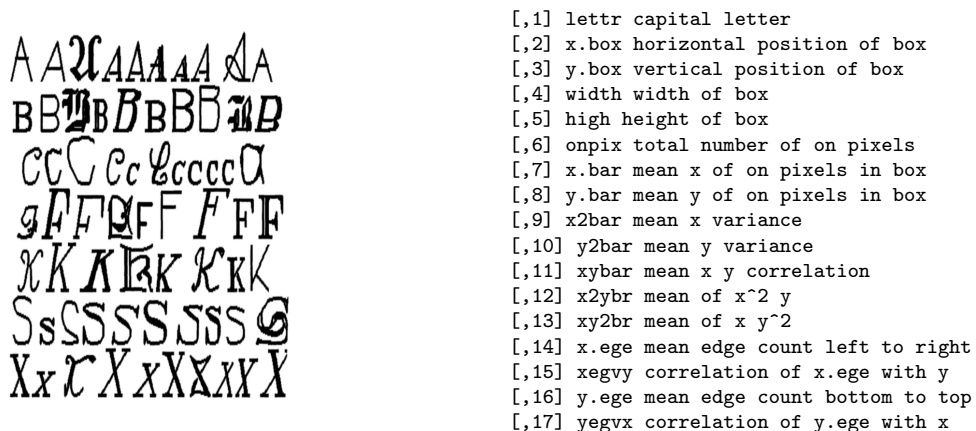 A A A A A A A A A A
B B B B B B B B B B
C C C C c C c c c c C
g F F F F F F F F
K K K K K K K K
S s S S S S S S S S S
X x X X x X X x x X
[,1] lettr capital letter
[,2] x.box horizontal position of box
[,3] y.box vertical position of box
[,4] width width of box
[,5] high height of box
[,6] onpix total number of on pixels
[,7] x.bar mean x of on pixels in box
[,8] y.bar mean y of on pixels in box
[,9] x2bar mean x variance
[,10] y2bar mean y variance
[,11] xybar mean x y correlation
[,12] x2ybr mean of x^2 y
[,13] xy2br mean of x y^2
[,14] x.ege mean edge count left to right
[,15] xegvy correlation of x.ege with y
[,16] y.ege mean edge count bottom to top
[,17] yegvx correlation of y.ege with x